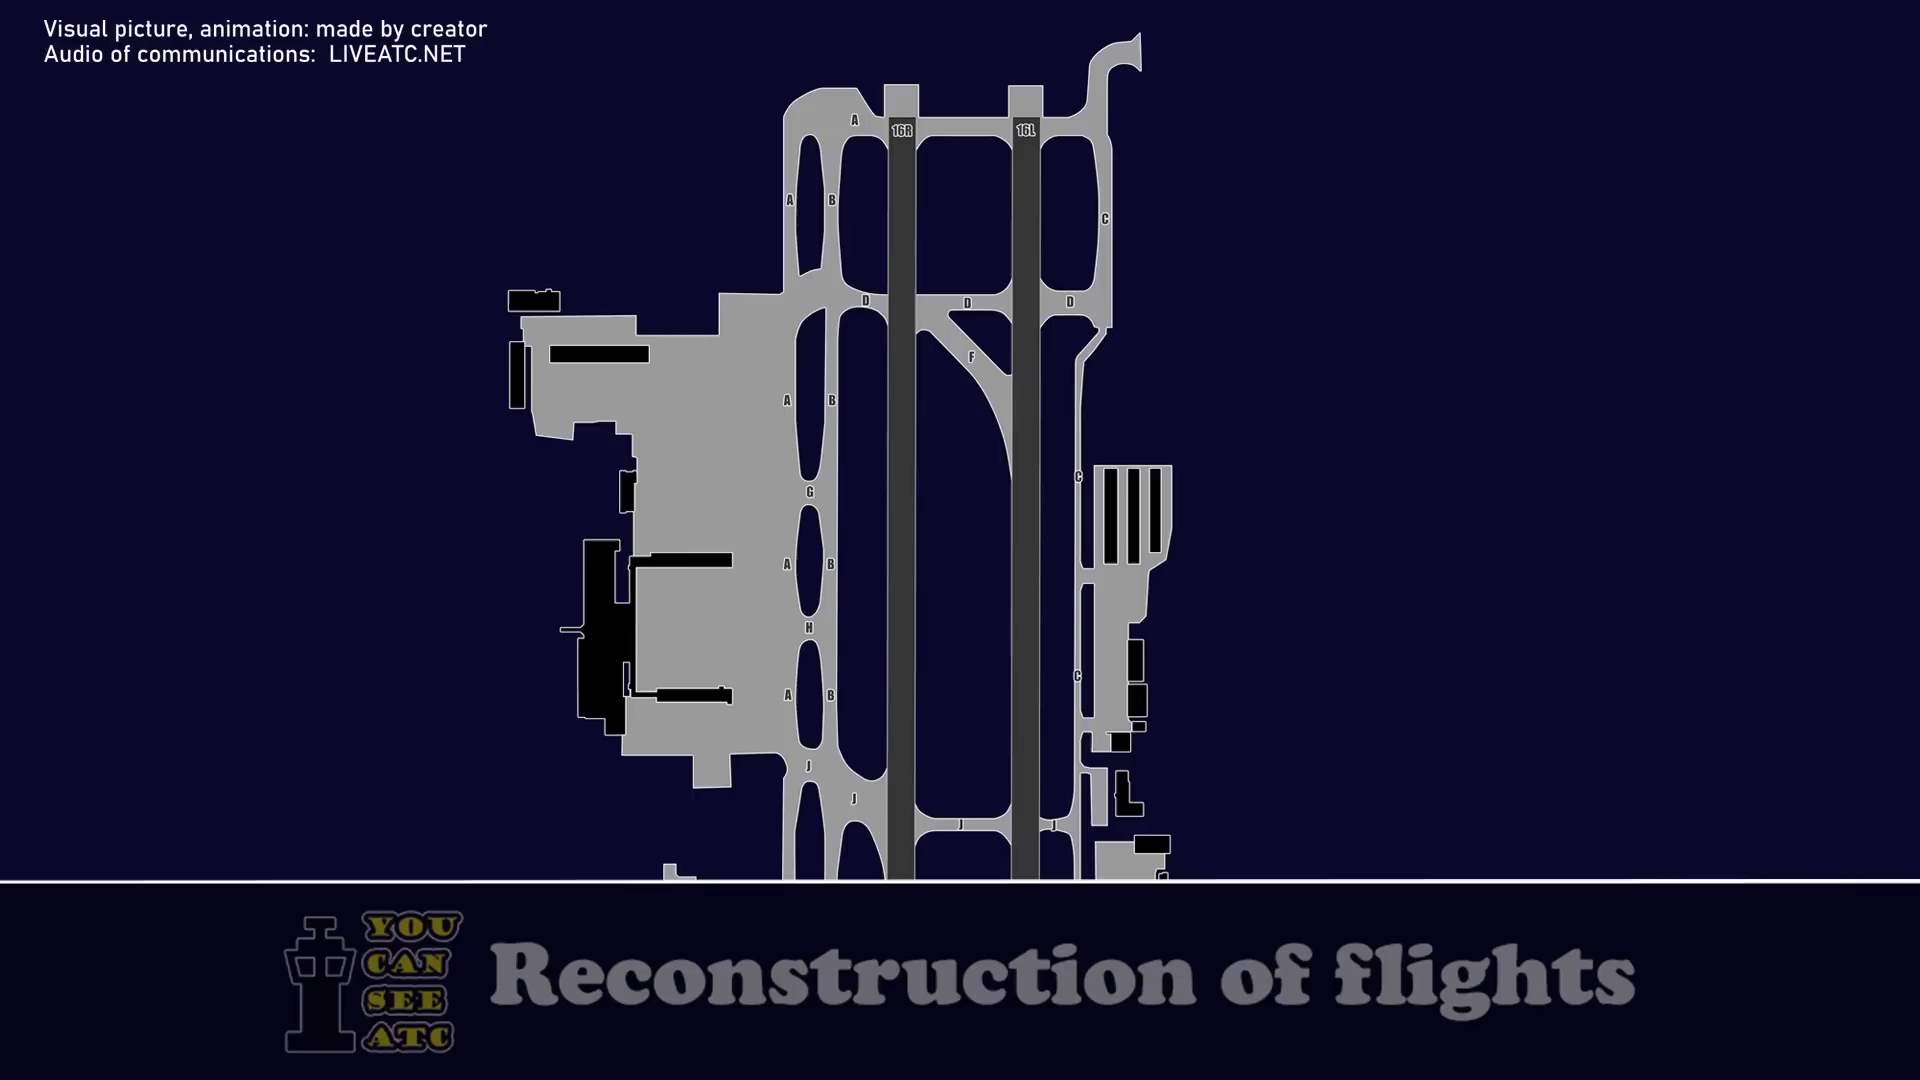 Visual picture, animation: made by creator
Audio of communications: LIVEATC.NET
A
16R
16L
A
B
C
D
D
D
F
A
B
C
G
A
B
H
C
A
B
J
J
J
J
YOU
CAN
SEE
ATC
Reconstruction of flights